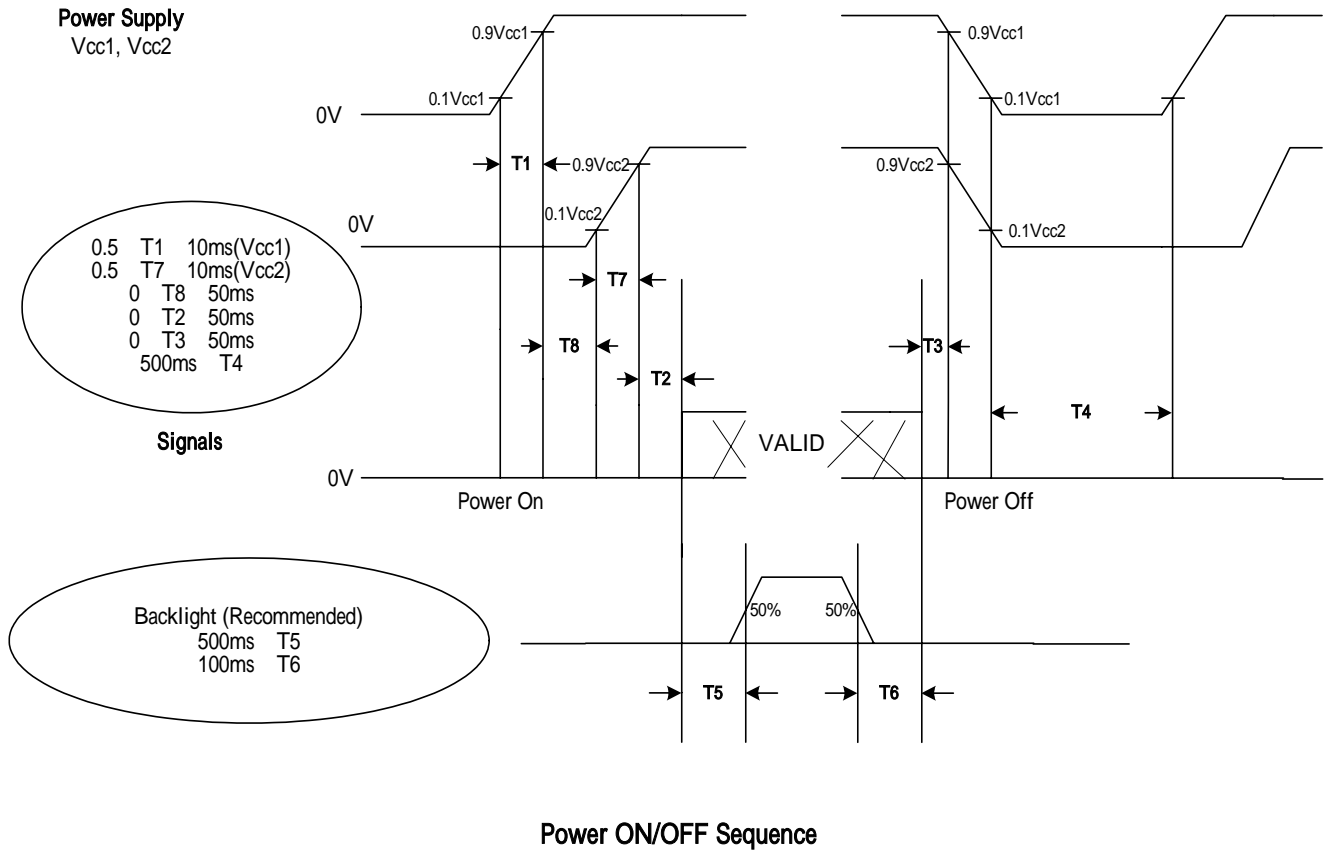 Power Supply
Vcc1, Vcc2
0.9Vcc1
0.9Vcc1
0.1Vcc1
0.1Vcc1
0V
T1
0.9Vcc2
0.9Vcc2
0V
0.1Vcc2
0.1Vcc2
0.5 T1 10ms(Vcc1)
0.5 T7 10ms(Vcc2)
0 T8 50ms
0 T2 50ms
0 T3 50ms
500ms T4
T7
T8
T3
T2
T4
Signals
VALID
0V
Power On
Power Off
Backlight (Recommended)
500ms T5
100ms T6
50%
50%
T5
T6
Power ON/OFF Sequence